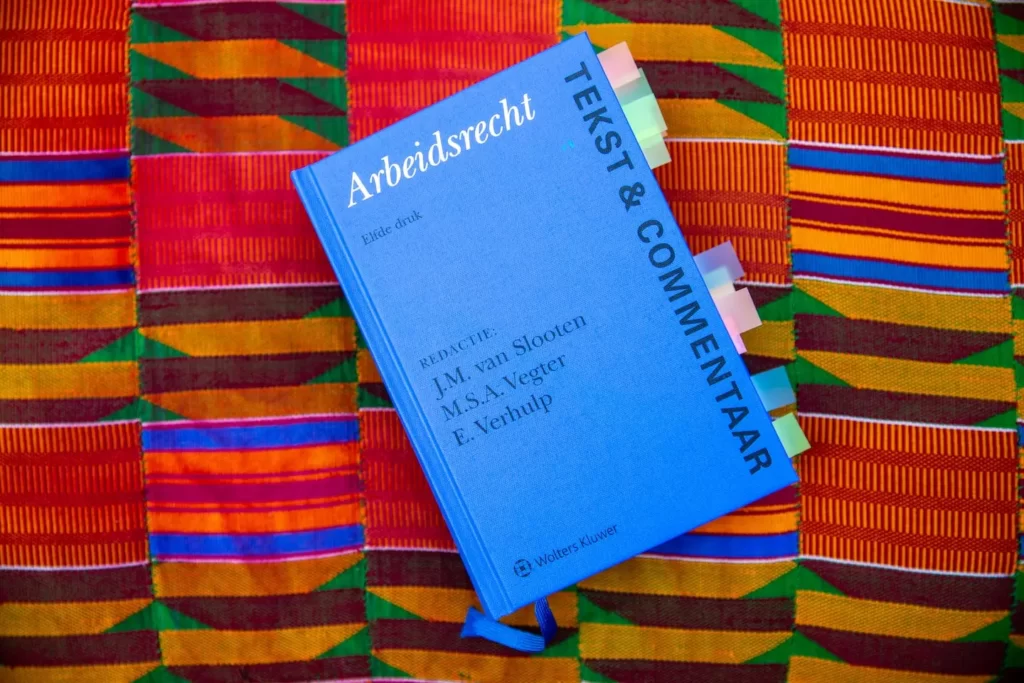 Arbeidsrecht
Elfde druk
REDACTIE:
J.M. van Slooten
M.S.A. Vegter
E. Verhulp
Wolters Kluwer
TEKST & COMMENTAAR